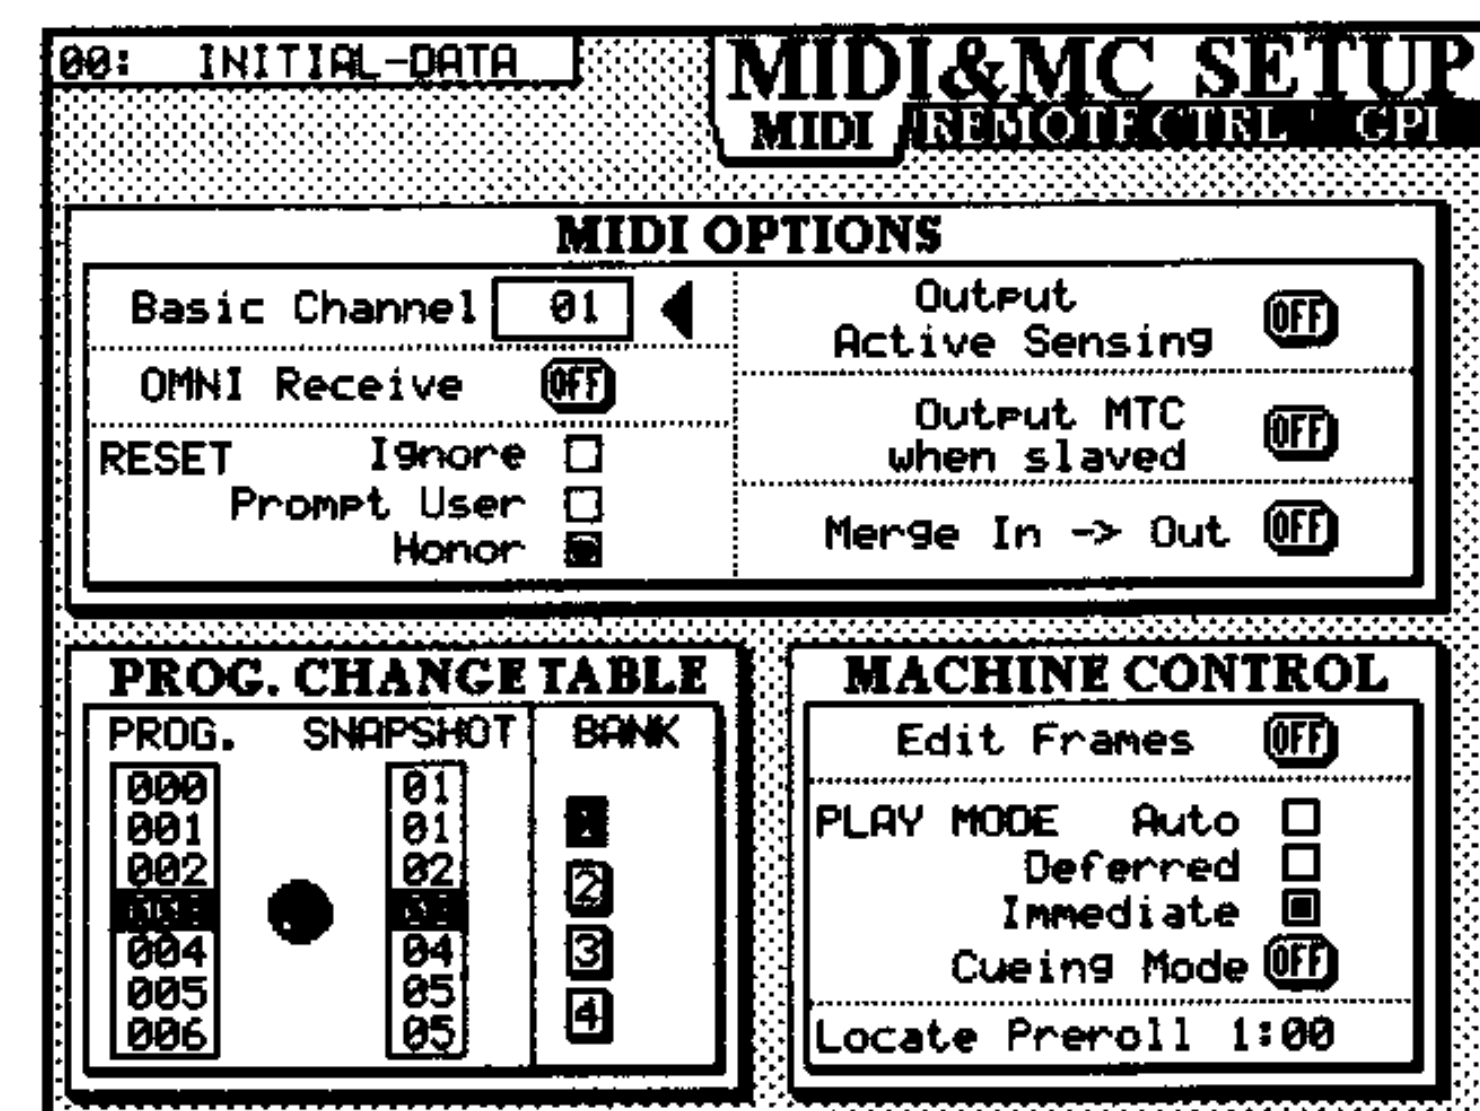 00: INITIAL-DATA
MIDI&MC SETUP
MIDI REMOTE CTRL GPI
MIDI OPTIONS
Basic Channel 01
OMNI Receive OFF
RESET Ignore
Prompt User
Honor
Output
Active Sensing OFF
Output MTC
when slaved OFF
Merge In -> Out OFF
PROG. CHANGE TABLE
PROG. SNAPSHOT BANK
000 01
001 01
002 02
004 04
005 05
006 05
1
2
3
4
MACHINE CONTROL
Edit Frames OFF
PLAY MODE Auto
Deferred
Immediate
Cueing Mode OFF
Locate Preroll 1:00